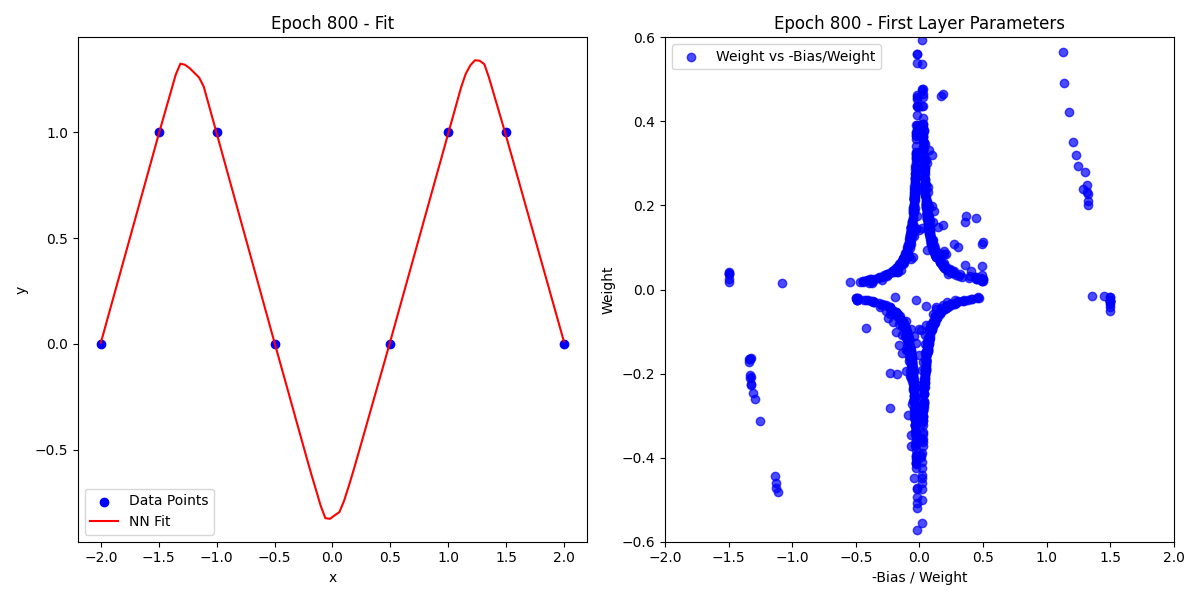 Epoch 800 - Fit
y
1.0
0.5
0.0
−0.5
Data Points
NN Fit
−2.0 −1.5 −1.0 −0.5 0.0 0.5 1.0 1.5 2.0
x
Epoch 800 - First Layer Parameters
Weight
0.6
0.4
0.2
0.0
−0.2
−0.4
−0.6
Weight vs -Bias/Weight
−2.0 −1.5 −1.0 −0.5 0.0 0.5 1.0 1.5 2.0
-Bias / Weight